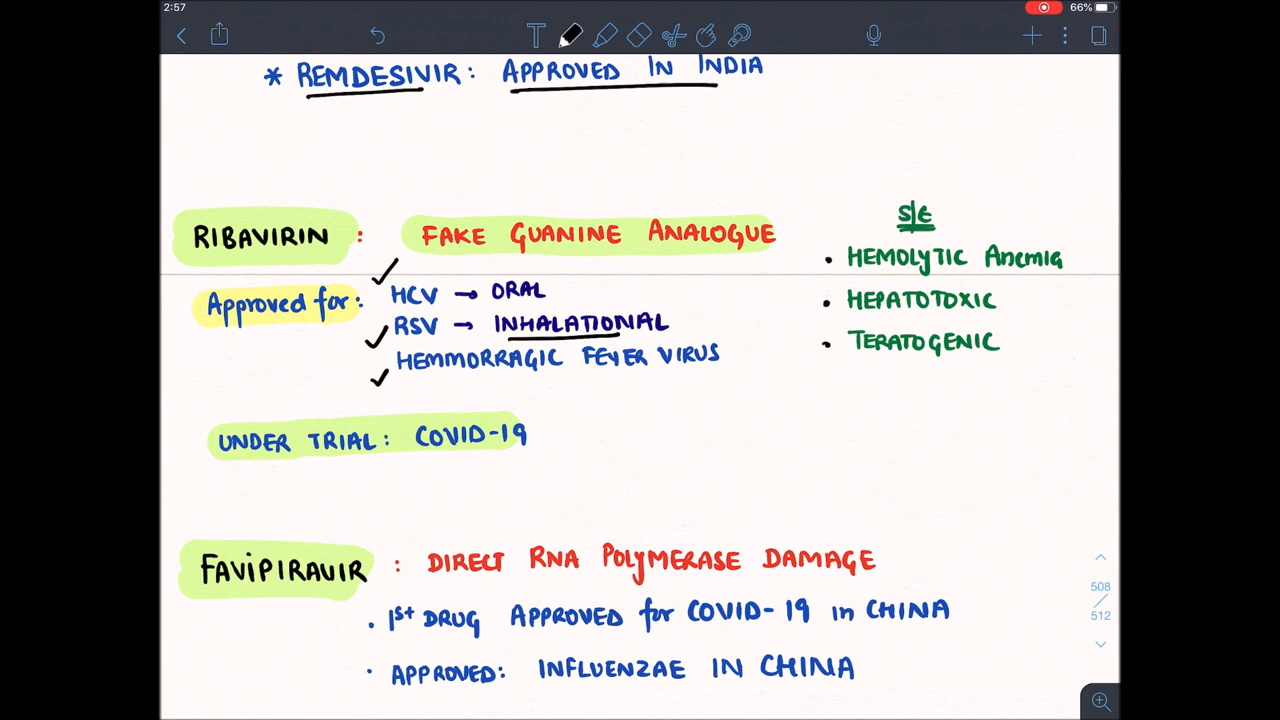 2:57
66%
T
* REMDESIVIR: APPROVED IN INDIA
RIBAVIRIN : FAKE GUANINE ANALOGUE
Approved for: HCV → ORAL
RSV → INHALATIONAL
HEMMORRAGIC FEVER VIRUS
S/E
• HEMOLYTIC Anemia
• HEPATOTOXIC
• TERATOGENIC
UNDER TRIAL: COVID-19
FAVIPIRAVIR : DIRECT RNA POLYMERASE DAMAGE
• 1st DRUG APPROVED for COVID-19 in CHINA
• APPROVED: INFLUENZAE IN CHINA
508
512